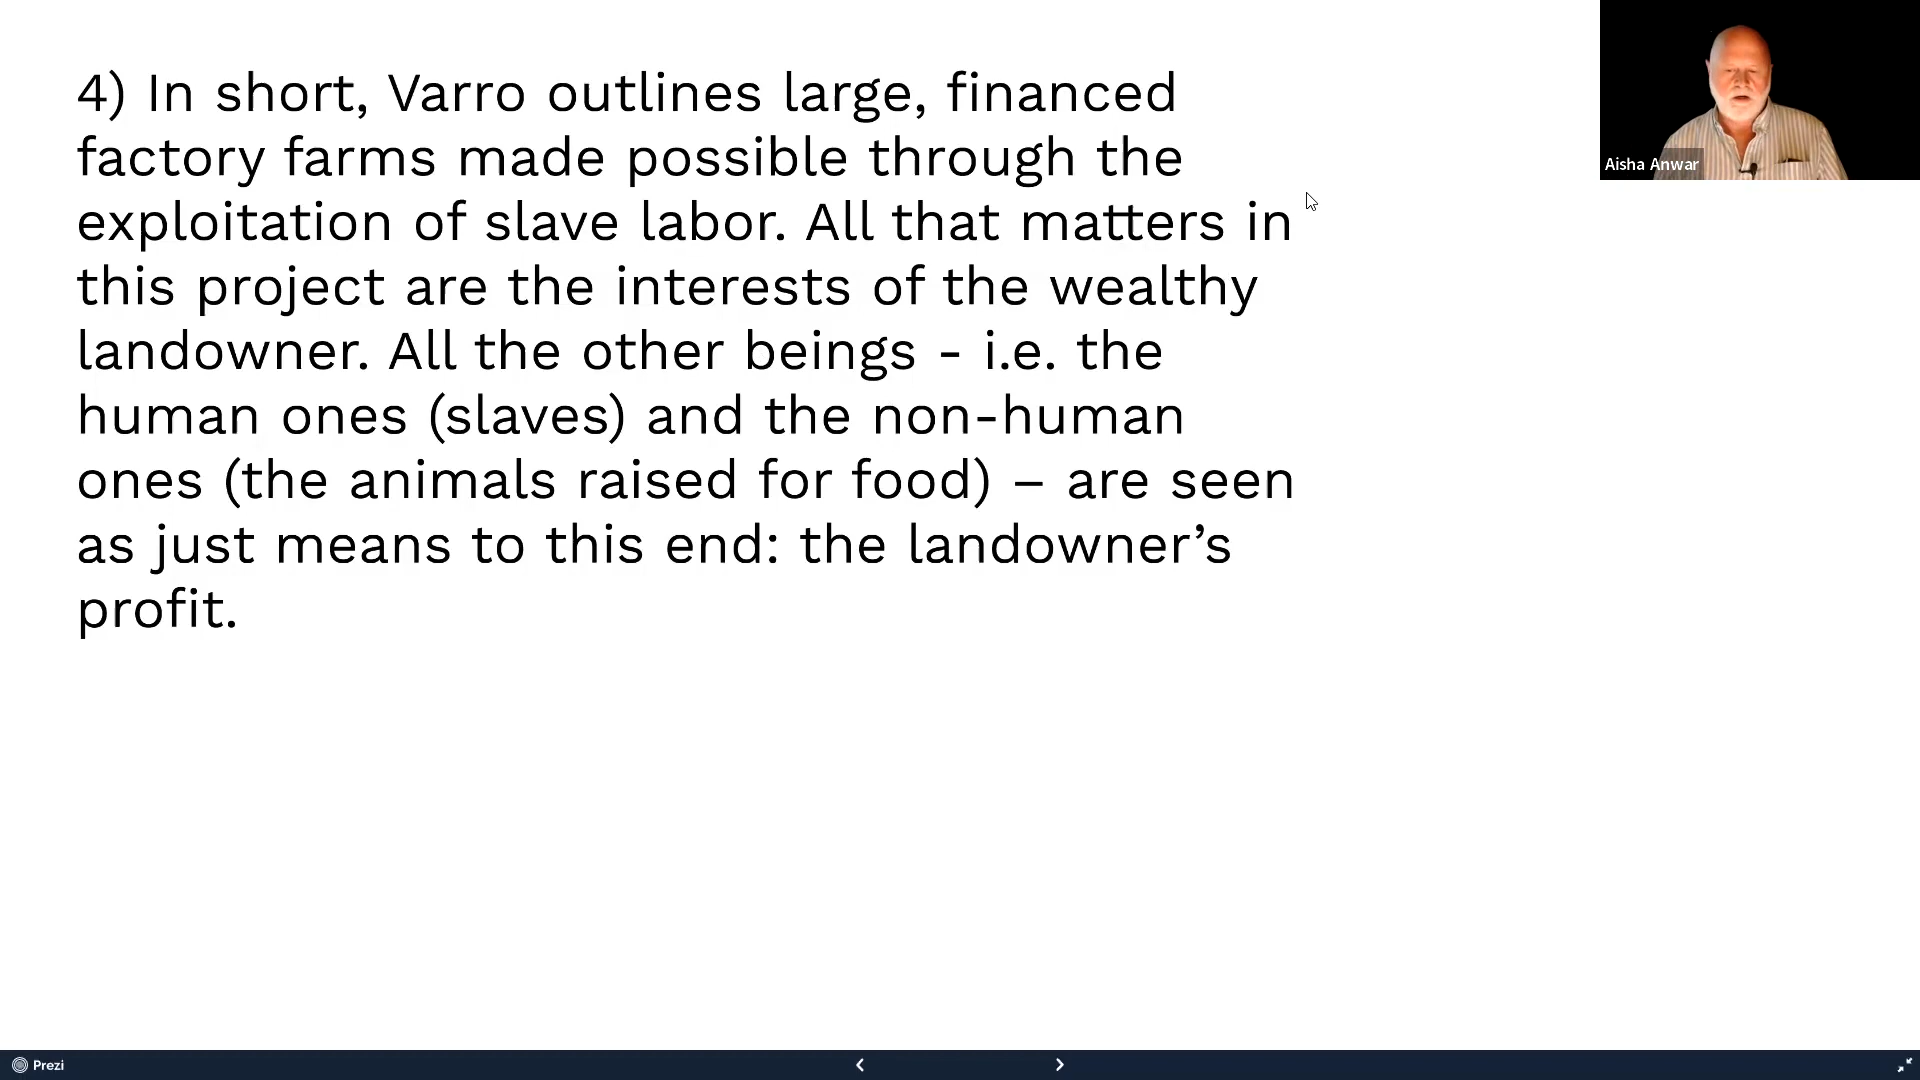 4) In short, Varro outlines large, financed
factory farms made possible through the
exploitation of slave labor. All that matters in
this project are the interests of the wealthy
landowner. All the other beings - i.e. the
human ones (slaves) and the non-human
ones (the animals raised for food) – are seen
as just means to this end: the landowner’s
profit.
Aisha Anwar
Prezi